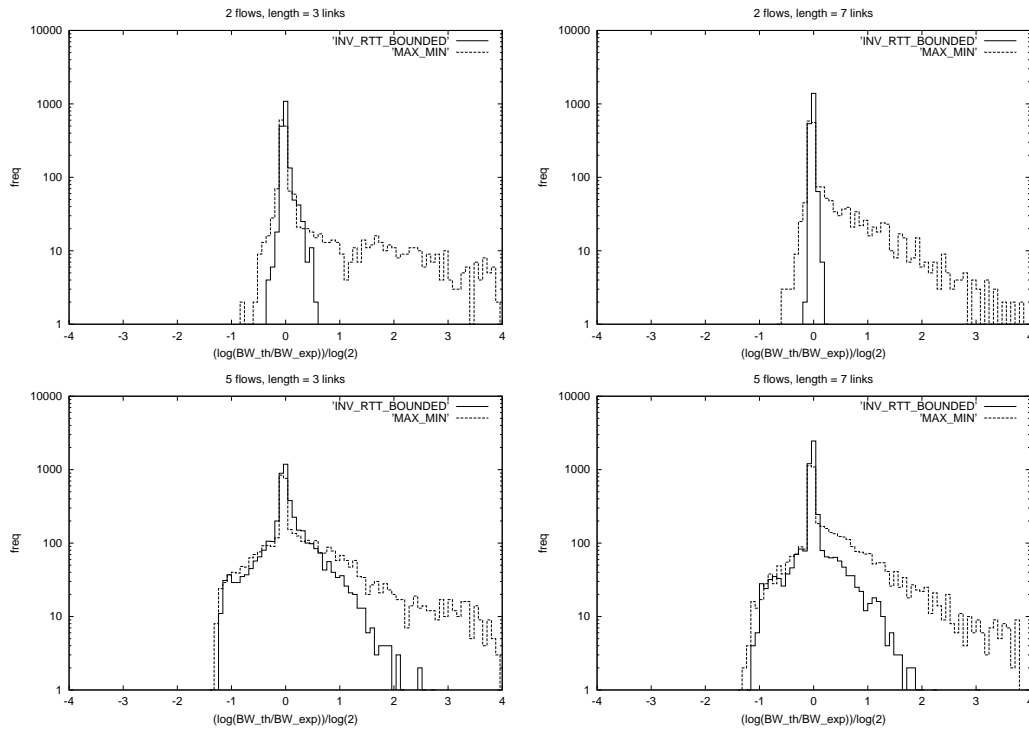 2 flows, length = 3 links
10000
1000
100
10
1
freq
'INV_RTT_BOUNDED'
'MAX_MIN'
-4 -3 -2 -1 0 1 2 3 4
(log(BW_th/BW_exp))/log(2)
2 flows, length = 7 links
10000
1000
100
10
1
freq
'INV_RTT_BOUNDED'
'MAX_MIN'
-4 -3 -2 -1 0 1 2 3 4
(log(BW_th/BW_exp))/log(2)
5 flows, length = 3 links
10000
1000
100
10
1
freq
'INV_RTT_BOUNDED'
'MAX_MIN'
-4 -3 -2 -1 0 1 2 3 4
(log(BW_th/BW_exp))/log(2)
5 flows, length = 7 links
10000
1000
100
10
1
freq
'INV_RTT_BOUNDED'
'MAX_MIN'
-4 -3 -2 -1 0 1 2 3 4
(log(BW_th/BW_exp))/log(2)